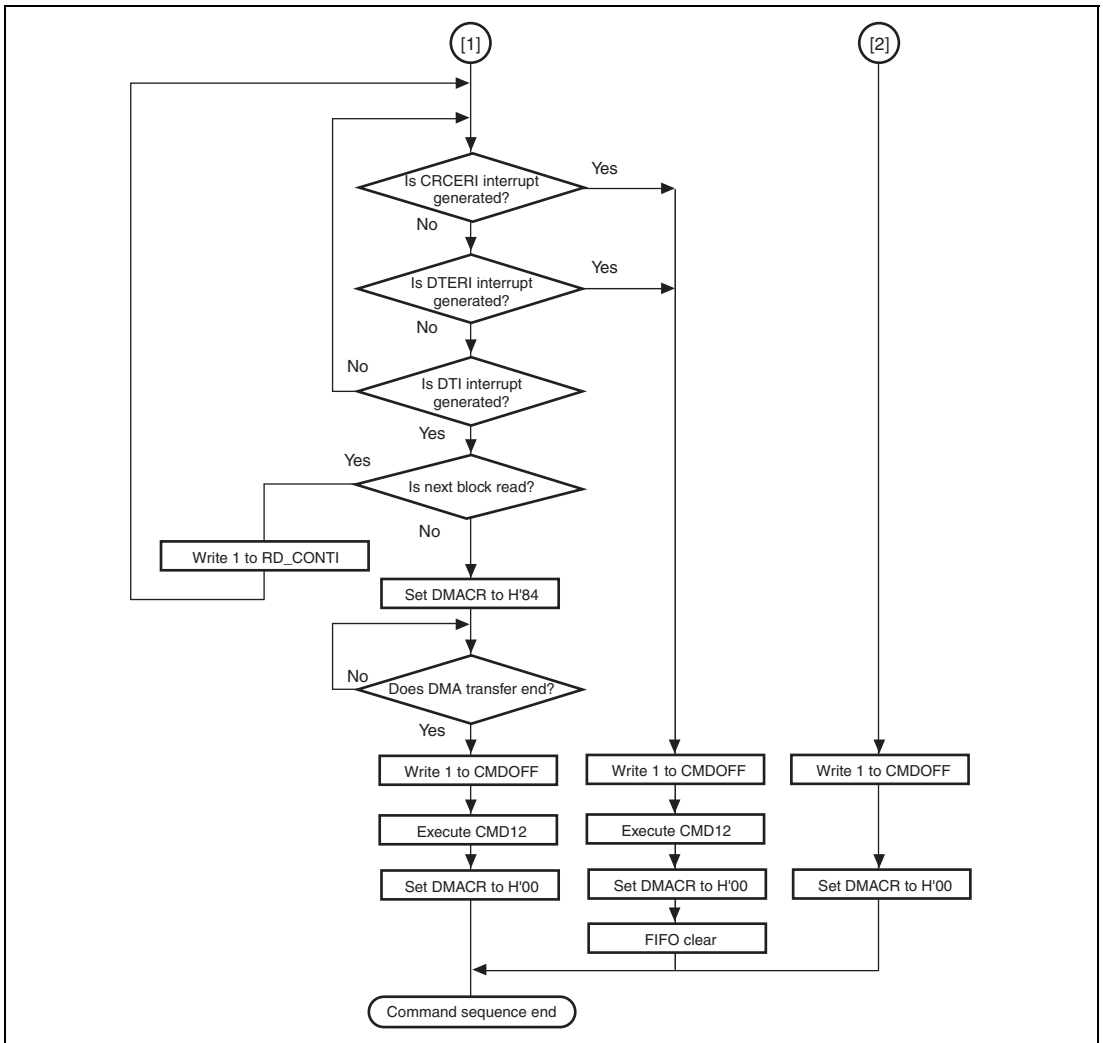 [1]
[2]
Is CRCERI interrupt
generated?
Yes
No
Is DTERI interrupt
generated?
Yes
No
No
Is DTI interrupt
generated?
Yes
Yes
Is next block read?
No
Write 1 to RD_CONTI
Set DMACR to H'84
No
Does DMA transfer end?
Yes
Write 1 to CMDOFF
Write 1 to CMDOFF
Write 1 to CMDOFF
Execute CMD12
Execute CMD12
Set DMACR to H'00
Set DMACR to H'00
Set DMACR to H'00
FIFO clear
Command sequence end